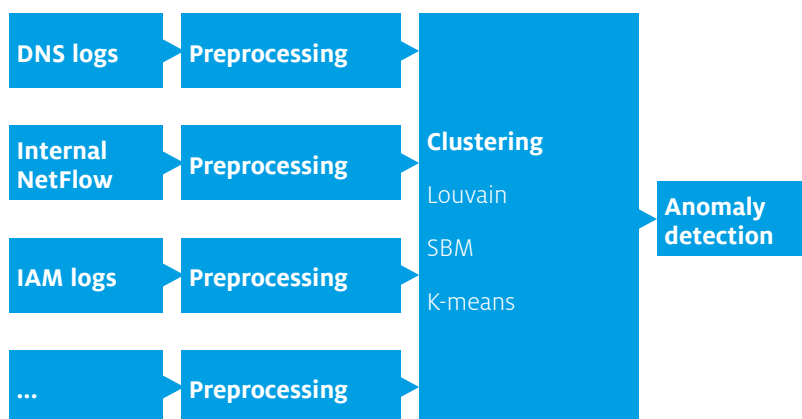 DNS logs
Preprocessing
Internal
NetFlow
Preprocessing
IAM logs
Preprocessing
...
Preprocessing
Clustering
Louvain
SBM
K-means
Anomaly
detection